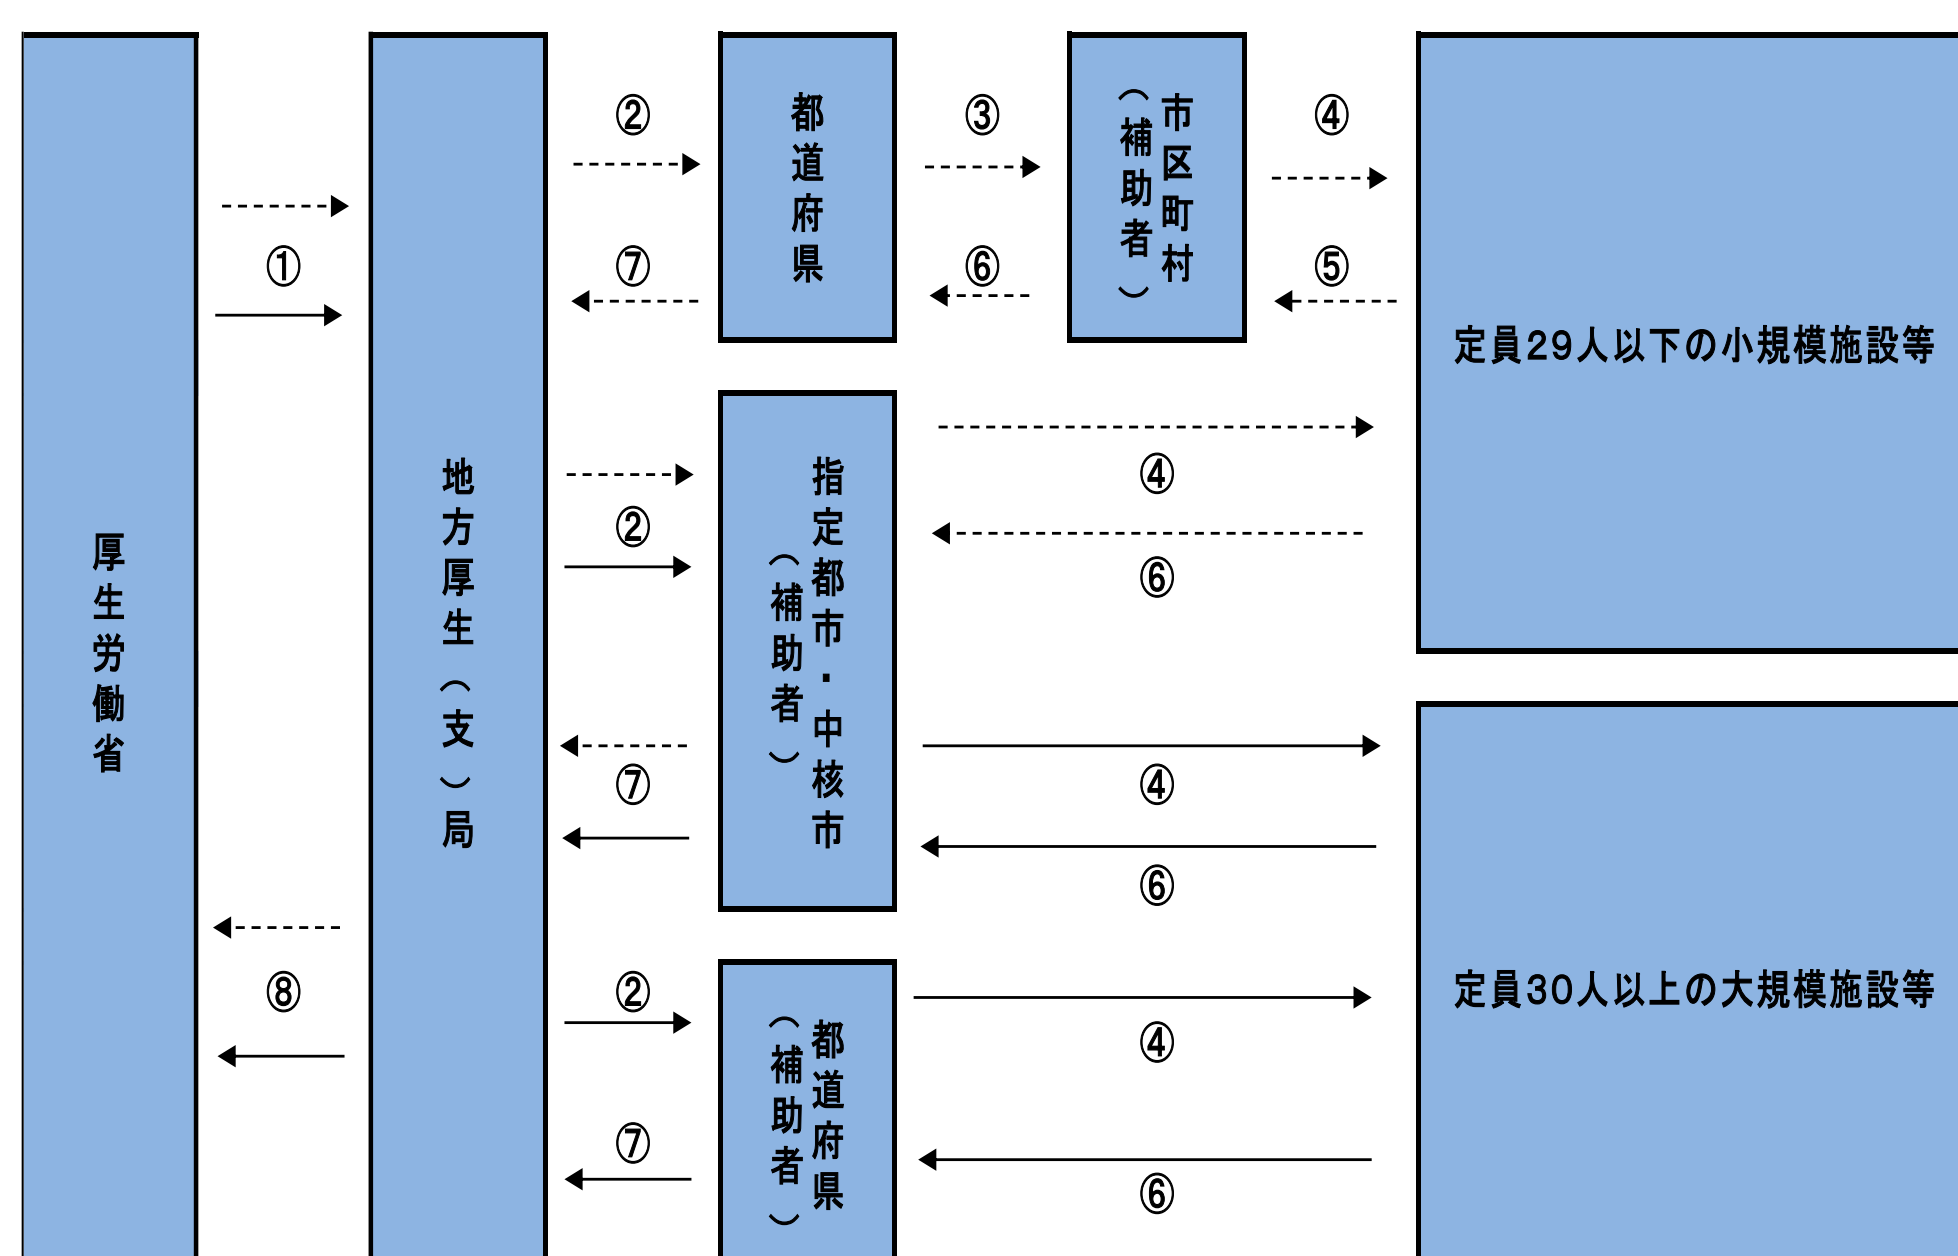 厚生労働省
①
⑧
地方厚生（支）局
②
⑦
都道府県
③
⑥
市区町村
（補助者）
④
⑤
定員29人以下の小規模施設等
②
⑦
指定都市・中核市
（補助者）
④
⑥
④
⑥
定員30人以上の大規模施設等
②
⑦
都道府県
（補助者）
④
⑥